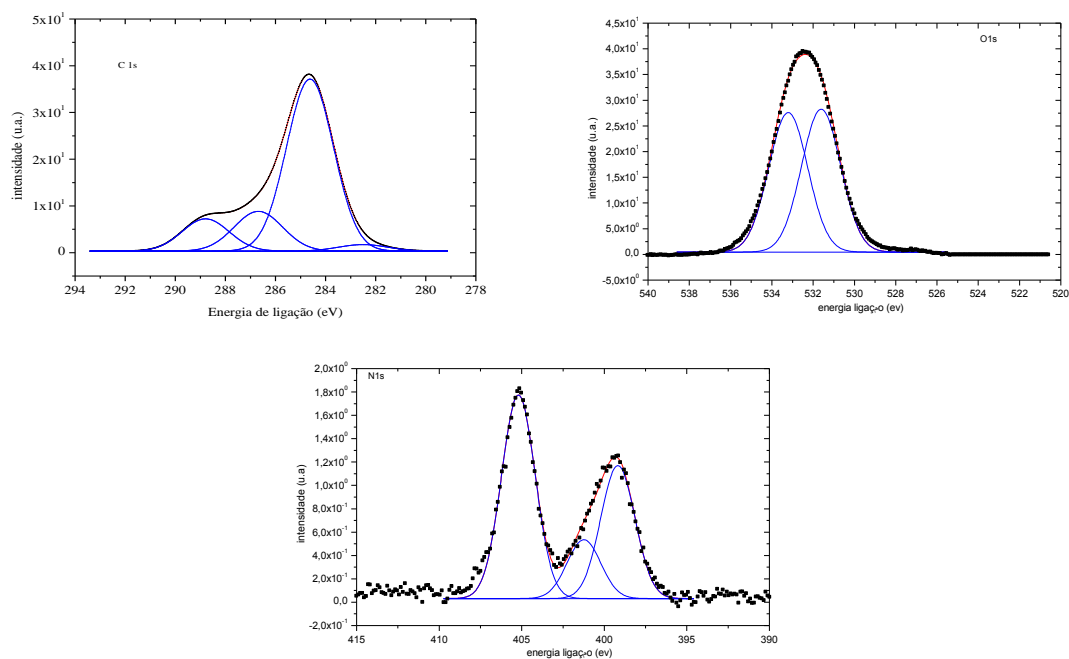 5x10¹
4x10¹
3x10¹
2x10¹
1x10¹
0
intensidade (u.a.)
C 1s
294 292 290 288 286 284 282 280 278
Energia de ligação (eV)
4,5x10¹
4,0x10¹
3,5x10¹
3,0x10¹
2,5x10¹
2,0x10¹
1,5x10¹
1,0x10¹
5,0x10⁰
0,0
-5,0x10⁰
intensidade (u.a.)
O1s
540 538 536 534 532 530 528 526 524 522 520
energia ligaç
o (ev)
2,0x10⁰
1,8x10⁰
1,6x10⁰
1,4x10⁰
1,2x10⁰
1,0x10⁰
8,0x10⁻¹
6,0x10⁻¹
4,0x10⁻¹
2,0x10⁻¹
0,0
-2,0x10⁻¹
intensidade (u.a)
N1s
415 410 405 400 395 390
energia ligaç
o (ev)